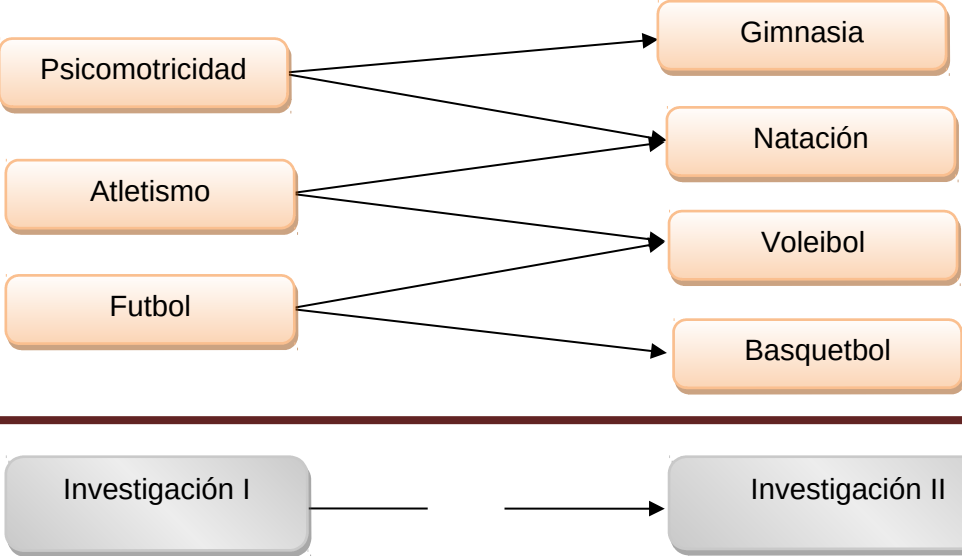 Psicomotricidad
Atletismo
Futbol
Gimnasia
Natación
Voleibol
Basquetbol
Investigación I
Investigación II